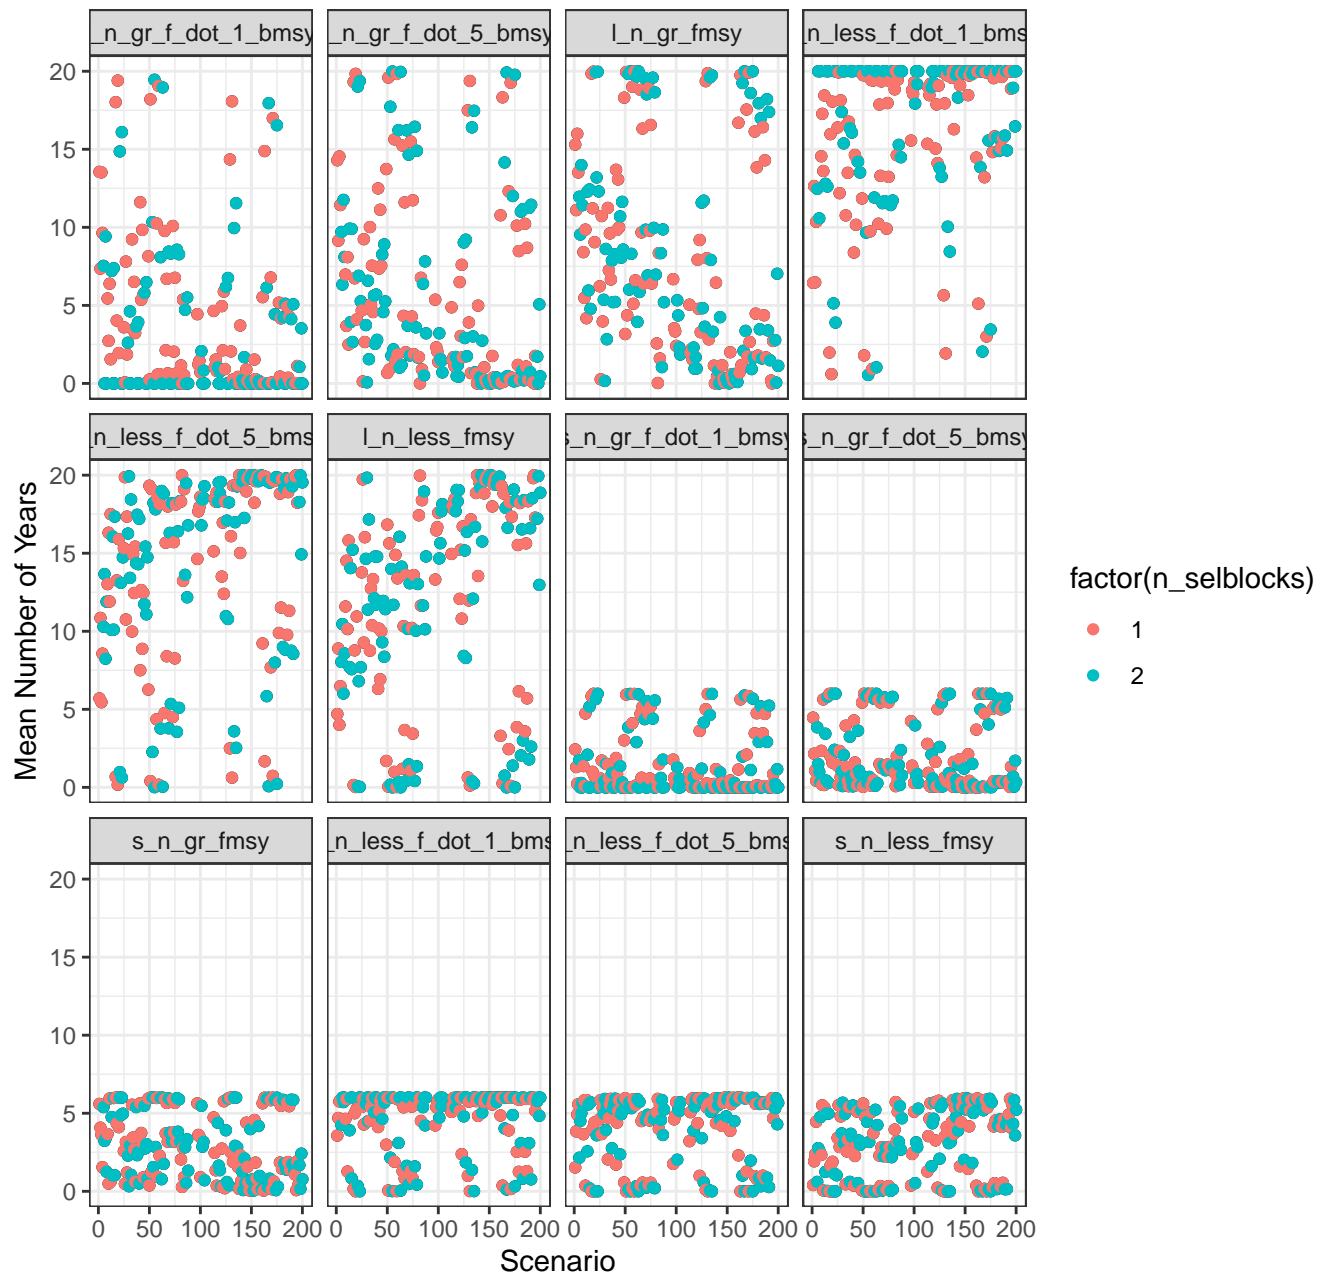 _n_gr_f_dot_1_bmsy
_n_gr_f_dot_5_bmsy
l_n_gr_fmsy
_n_less_f_dot_1_bms
20
15
10
5
0
_n_less_f_dot_5_bms
l_n_less_fmsy
s_n_gr_f_dot_1_bmsy
s_n_gr_f_dot_5_bmsy
20
15
10
5
0
s_n_gr_fmsy
_n_less_f_dot_1_bms
_n_less_f_dot_5_bms
s_n_less_fmsy
20
15
10
5
0
0 50 100 150 200
0 50 100 150 200
0 50 100 150 200
0 50 100 150 200
Scenario
Mean Number of Years
factor(n_selblocks)
1
2